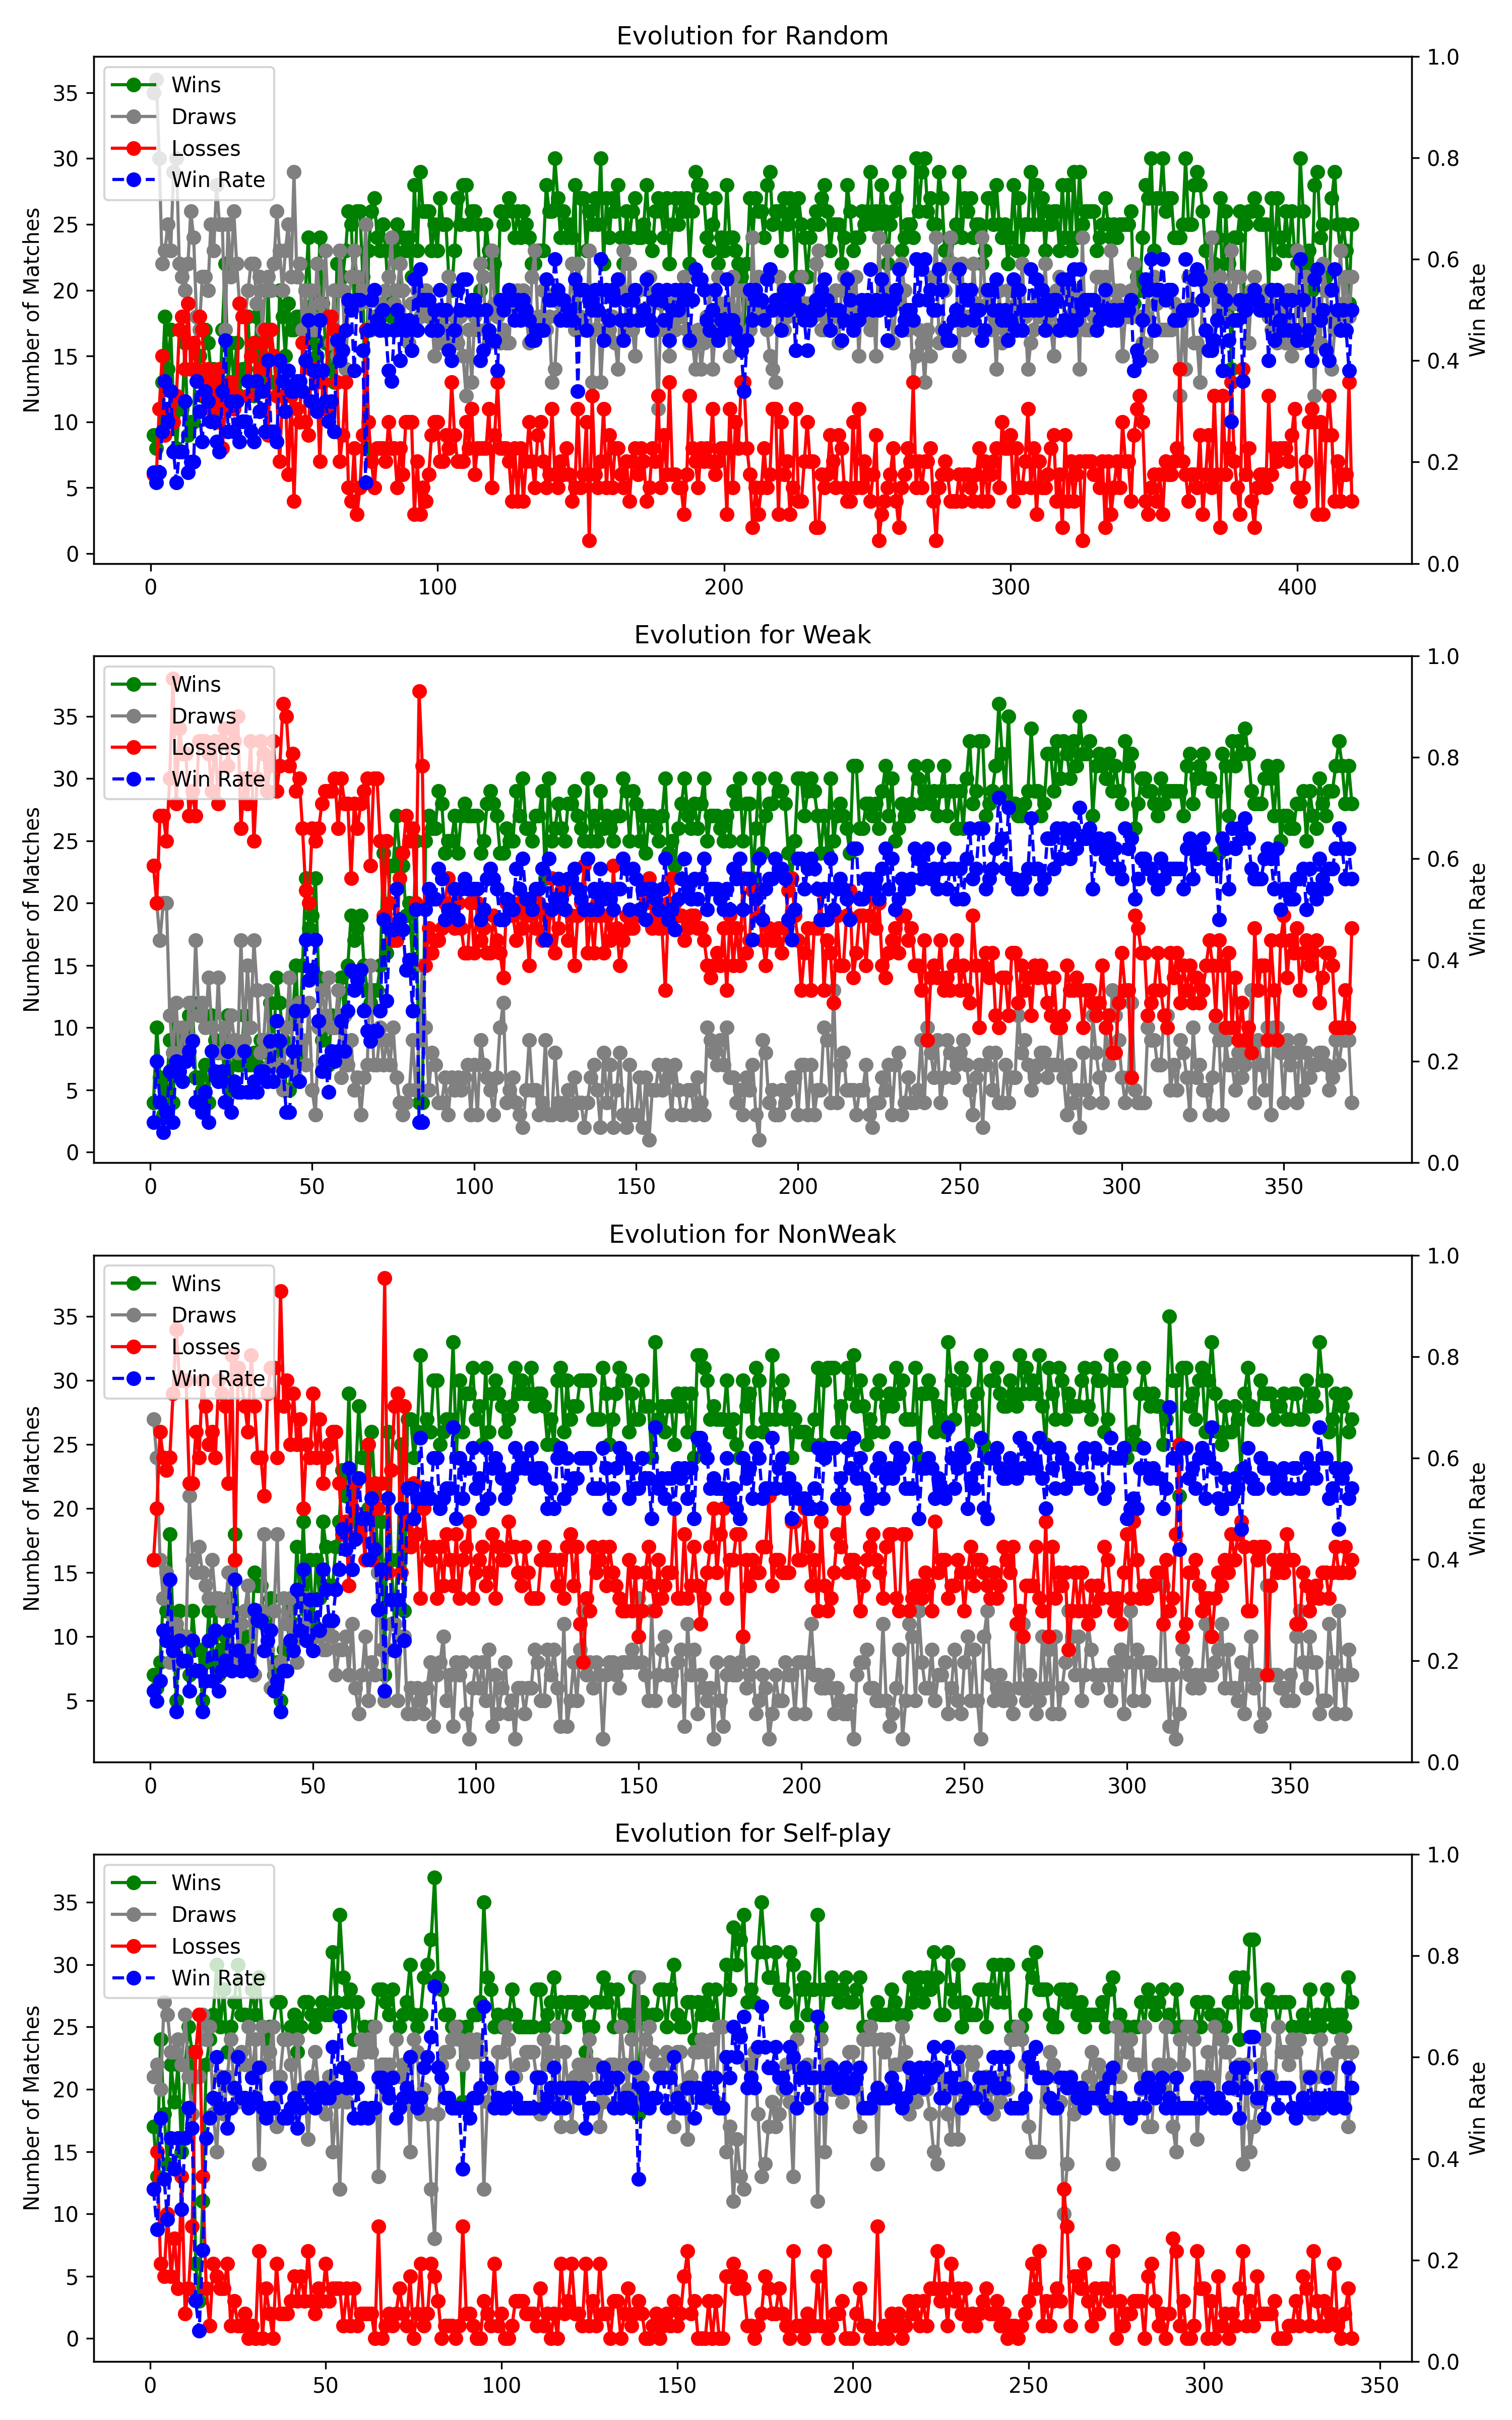 Evolution for Random
Number of Matches
Win Rate
Wins
Draws
Losses
Win Rate
0 5 10 15 20 25 30 35
0.0 0.2 0.4 0.6 0.8 1.0
0 100 200 300 400
Evolution for Weak
Number of Matches
Win Rate
Wins
Draws
Losses
Win Rate
0 5 10 15 20 25 30 35
0.0 0.2 0.4 0.6 0.8 1.0
0 50 100 150 200 250 300 350
Evolution for NonWeak
Number of Matches
Win Rate
Wins
Draws
Losses
Win Rate
5 10 15 20 25 30 35
0.0 0.2 0.4 0.6 0.8 1.0
0 50 100 150 200 250 300 350
Evolution for Self-play
Number of Matches
Win Rate
Wins
Draws
Losses
Win Rate
0 5 10 15 20 25 30 35
0.0 0.2 0.4 0.6 0.8 1.0
0 50 100 150 200 250 300 350